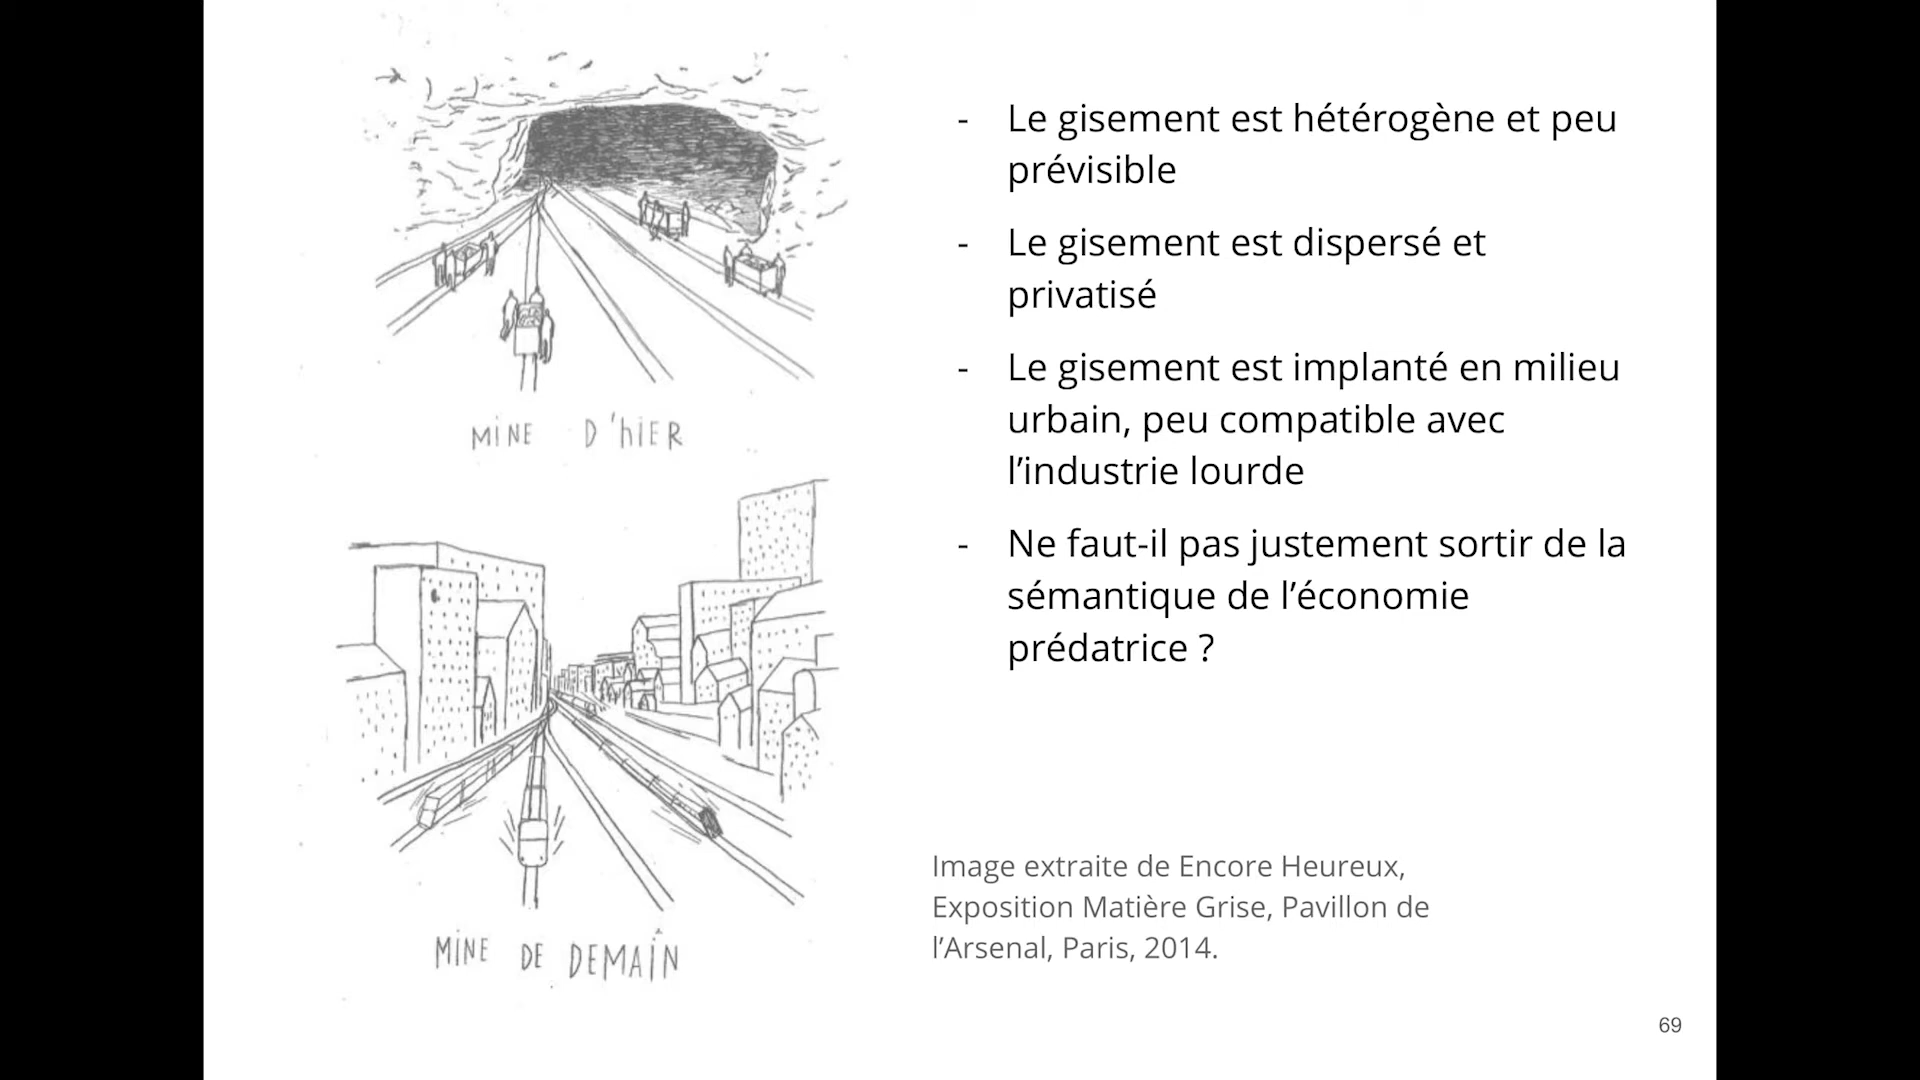 MINE D'HIER
MINE DE DEMAIN
- Le gisement est hétérogène et peu
prévisible
- Le gisement est dispersé et
privatisé
- Le gisement est implanté en milieu
urbain, peu compatible avec
l’industrie lourde
- Ne faut-il pas justement sortir de la
sémantique de l’économie
prédatrice ?
Image extraite de Encore Heureux,
Exposition Matière Grise, Pavillon de
l’Arsenal, Paris, 2014.
69